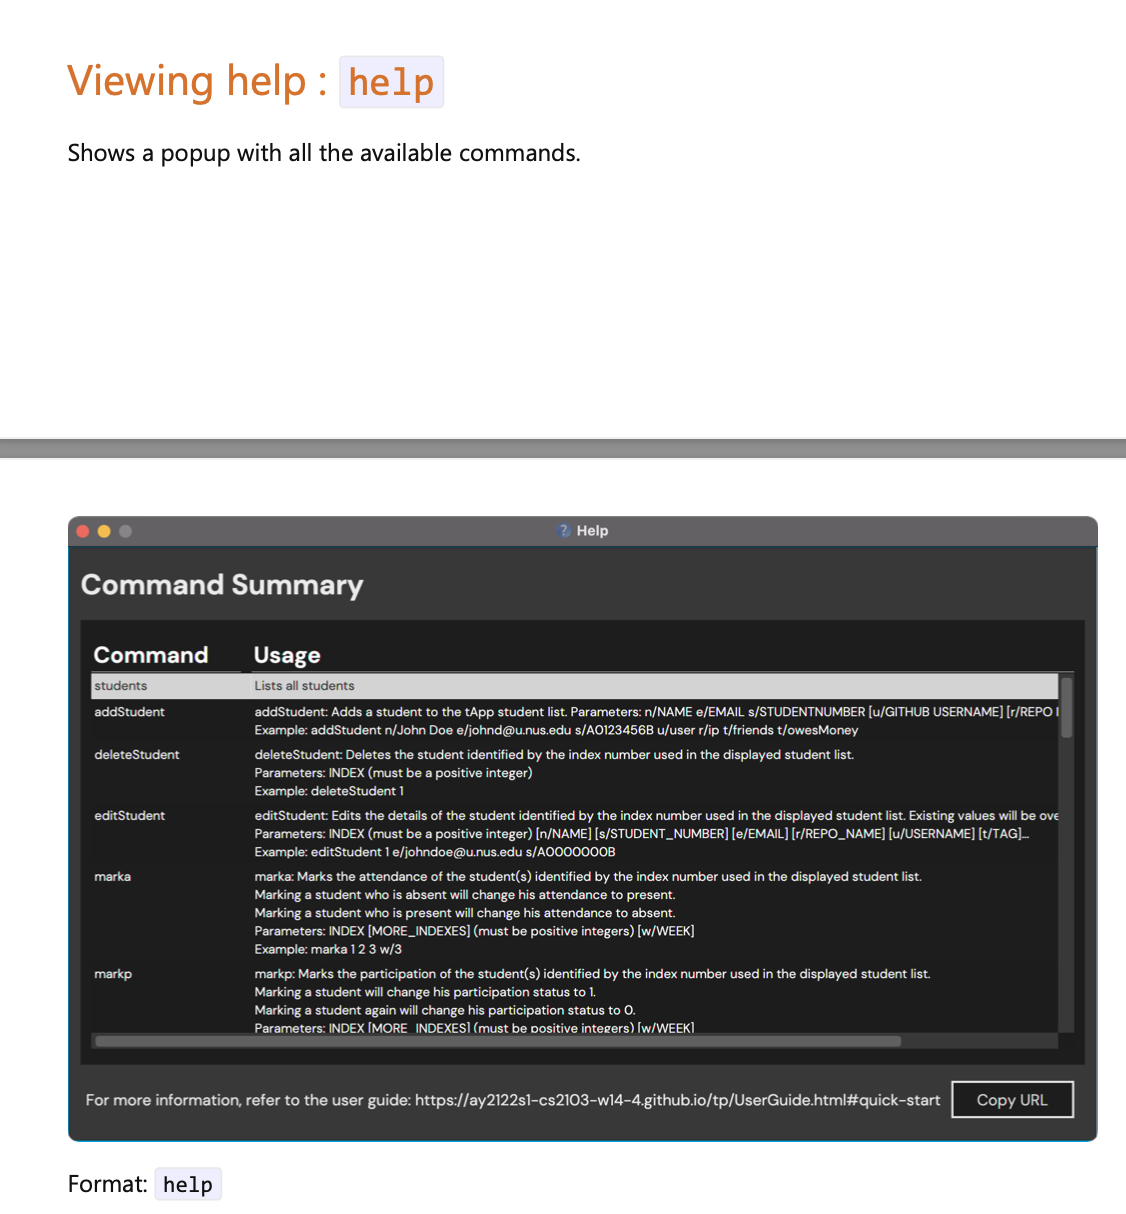 Viewing help : help
Shows a popup with all the available commands.
? Help
Command Summary
Command Usage
students Lists all students
addStudent addStudent: Adds a student to the tApp student list. Parameters: n/NAME e/EMAIL s/STUDENTNUMBER [u/GITHUB USERNAME] [r/REPO
Example: addStudent n/John Doe e/johnd@u.nus.edu s/A0123456B u/user r/ip t/friends t/owesMoney
deleteStudent deleteStudent: Deletes the student identified by the index number used in the displayed student list.
Parameters: INDEX (must be a positive integer)
Example: deleteStudent 1
editStudent editStudent: Edits the details of the student identified by the index number used in the displayed student list. Existing values will be ove
Parameters: INDEX (must be a positive integer) [n/NAME] [s/STUDENT_NUMBER] [e/EMAIL] [r/REPO_NAME] [u/USERNAME] [t/TAG]...
Example: editStudent 1 e/johndoe@u.nus.edu s/A0000000B
marka marka: Marks the attendance of the student(s) identified by the index number used in the displayed student list.
Marking a student who is absent will change his attendance to present.
Marking a student who is present will change his attendance to absent.
Parameters: INDEX [MORE_INDEXES] (must be positive integers) [w/WEEK]
Example: marka 1 2 3 w/3
markp markp: Marks the participation of the student(s) identified by the index number used in the displayed student list.
Marking a student will change his participation status to 1.
Marking a student again will change his participation status to 0.
Parameters: INDEX [MORE_INDEXES] (must be positive integers) [w/WEEK]
For more information, refer to the user guide: https://ay2122s1-cs2103-w14-4.github.io/tp/UserGuide.html#quick-start Copy URL
Format: help